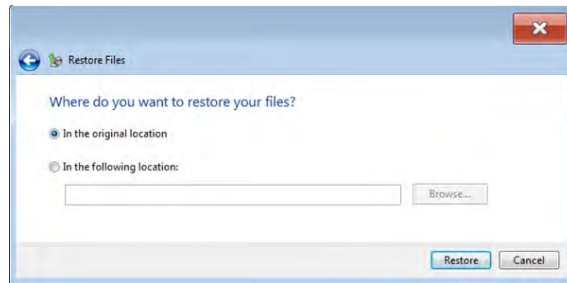 Restore Files
Where do you want to restore your files?
In the original location
In the following location:
Browse...
Restore Cancel